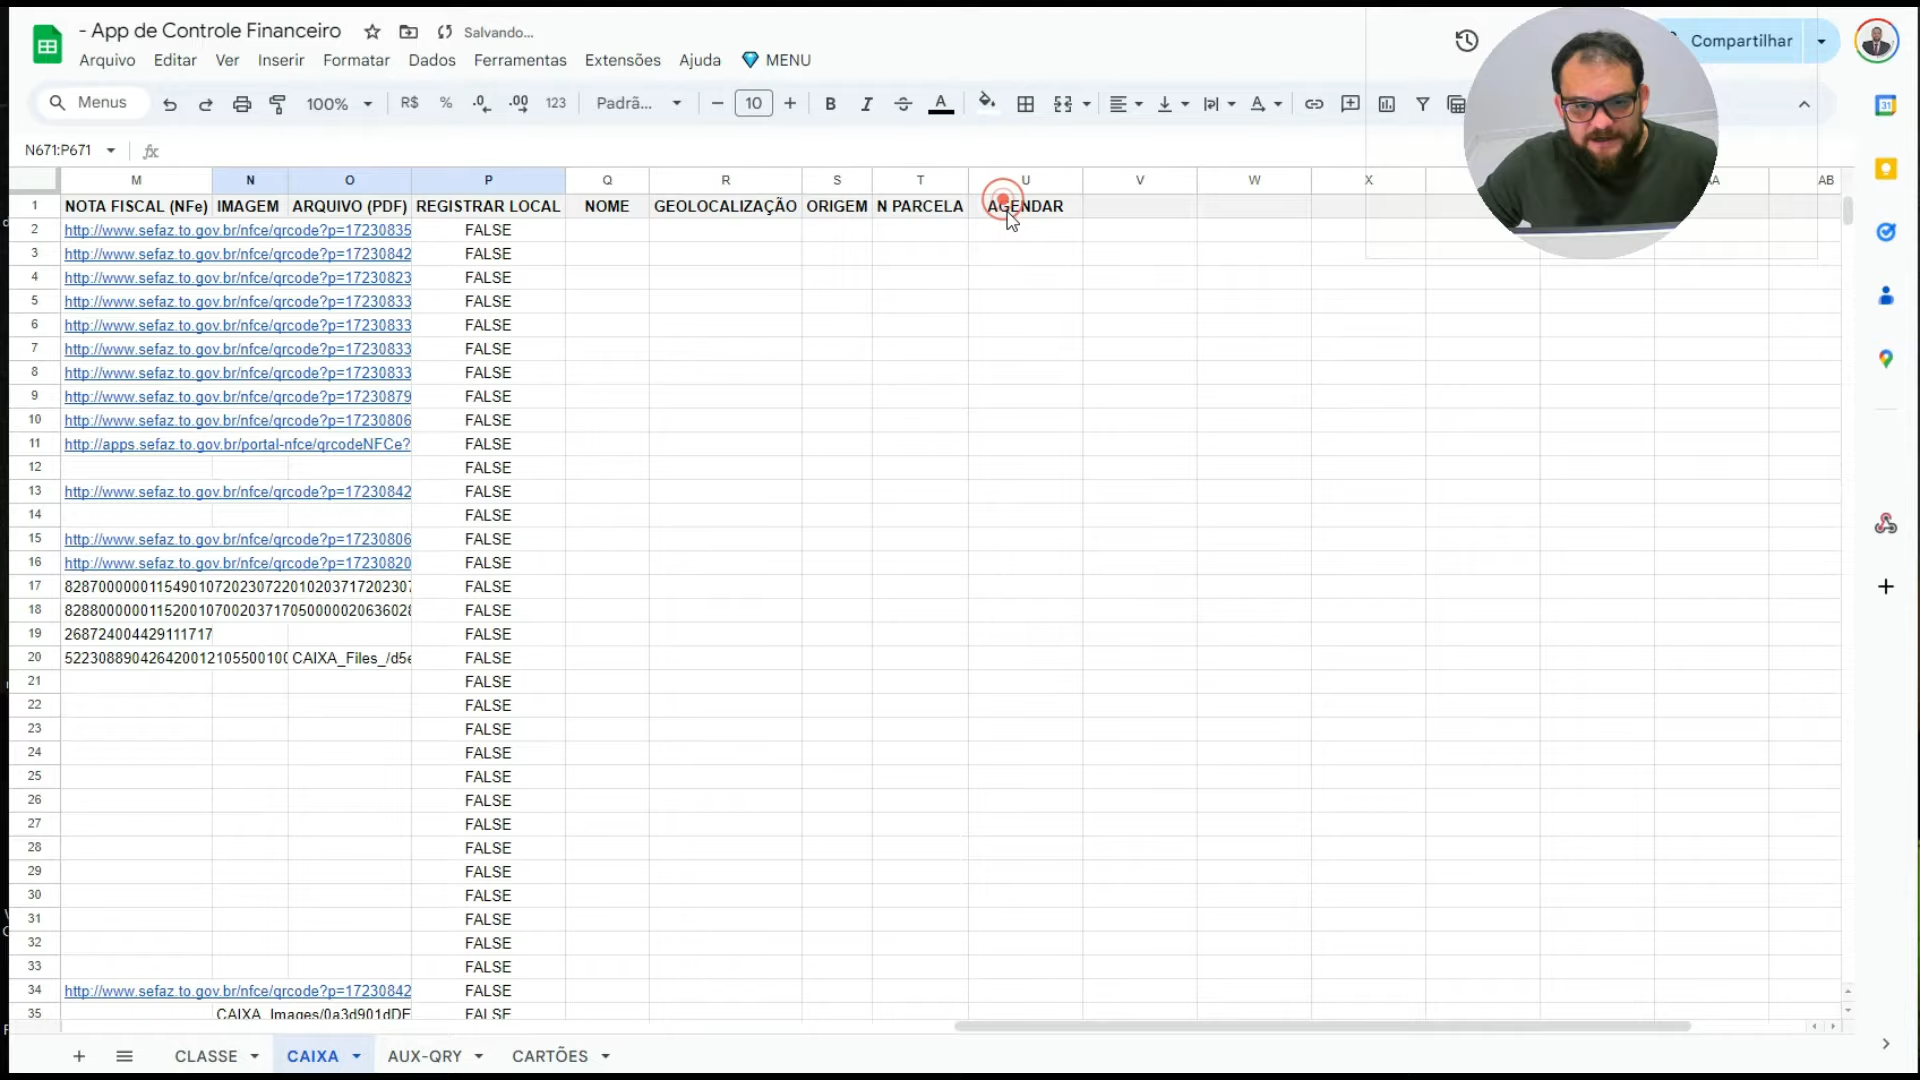 - App de Controle Financeiro
Salvando...
Compartilhar
Arquivo Editar Ver Inserir Formatar Dados Ferramentas Extensões Ajuda MENU
Menus 100% R$ % .0 .00 123 Padrã... 10 B I A
N671:P671 fx
M N O P Q R S T U V W X AB
1 NOTA FISCAL (NFe) IMAGEM ARQUIVO (PDF) REGISTRAR LOCAL NOME GEOLOCALIZAÇÃO ORIGEM N PARCELA AGENDAR
2 http://www.sefaz.to.gov.br/nfce/qrcode?p=17230835 FALSE
3 http://www.sefaz.to.gov.br/nfce/qrcode?p=17230842 FALSE
4 http://www.sefaz.to.gov.br/nfce/qrcode?p=17230823 FALSE
5 http://www.sefaz.to.gov.br/nfce/qrcode?p=17230833 FALSE
6 http://www.sefaz.to.gov.br/nfce/qrcode?p=17230833 FALSE
7 http://www.sefaz.to.gov.br/nfce/qrcode?p=17230833 FALSE
8 http://www.sefaz.to.gov.br/nfce/qrcode?p=17230833 FALSE
9 http://www.sefaz.to.gov.br/nfce/qrcode?p=17230879 FALSE
10 http://www.sefaz.to.gov.br/nfce/qrcode?p=17230806 FALSE
11 http://apps.sefaz.to.gov.br/portal-nfce/qrcodeNFCe? FALSE
12 FALSE
13 http://www.sefaz.to.gov.br/nfce/qrcode?p=17230842 FALSE
14 FALSE
15 http://www.sefaz.to.gov.br/nfce/qrcode?p=17230806 FALSE
16 http://www.sefaz.to.gov.br/nfce/qrcode?p=17230820 FALSE
17 FALSE
18 FALSE
19 268724004429111717 FALSE
20 CAIXA_Files_/d5e FALSE
21 FALSE
22 FALSE
23 FALSE
24 FALSE
25 FALSE
26 FALSE
27 FALSE
28 FALSE
29 FALSE
30 FALSE
31 FALSE
32 FALSE
33 FALSE
34 http://www.sefaz.to.gov.br/nfce/qrcode?p=17230842 FALSE
35 CAIXA_Images/0a3d901dDE FALSE
CLASSE CAIXA AUX-QRY CARTÕES